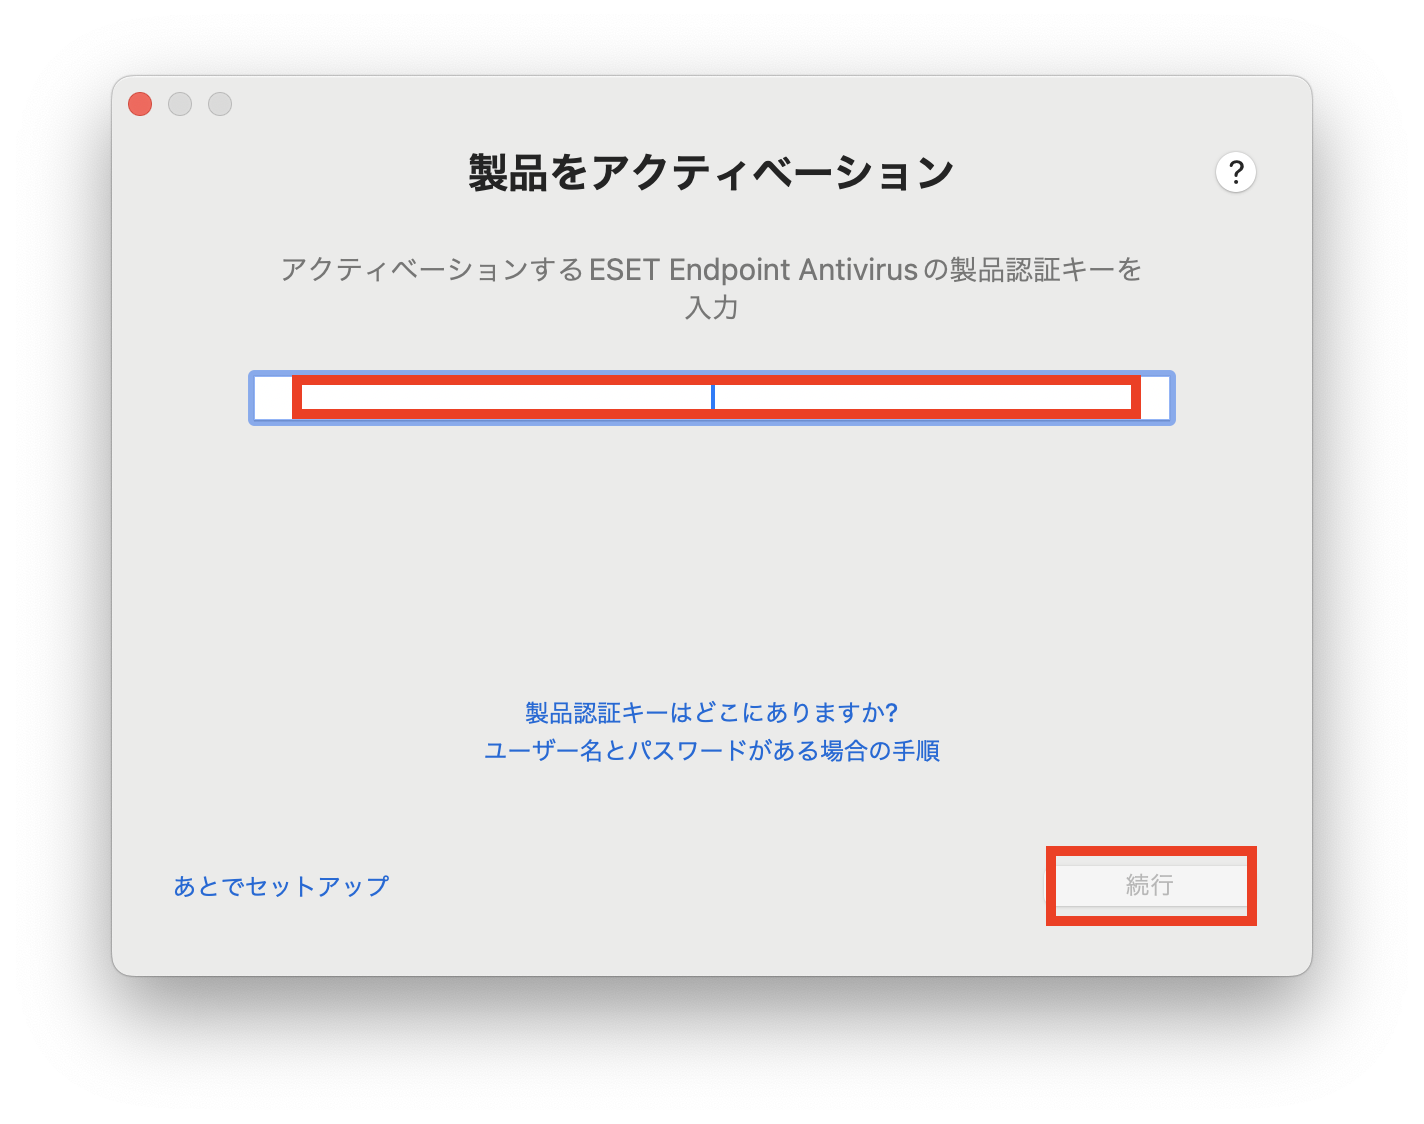 製品をアクティベーション
?
アクティベーションするESET Endpoint Antivirusの製品認証キーを
入力
製品認証キーはどこにありますか?
ユーザー名とパスワードがある場合の手順
あとでセットアップ
続行